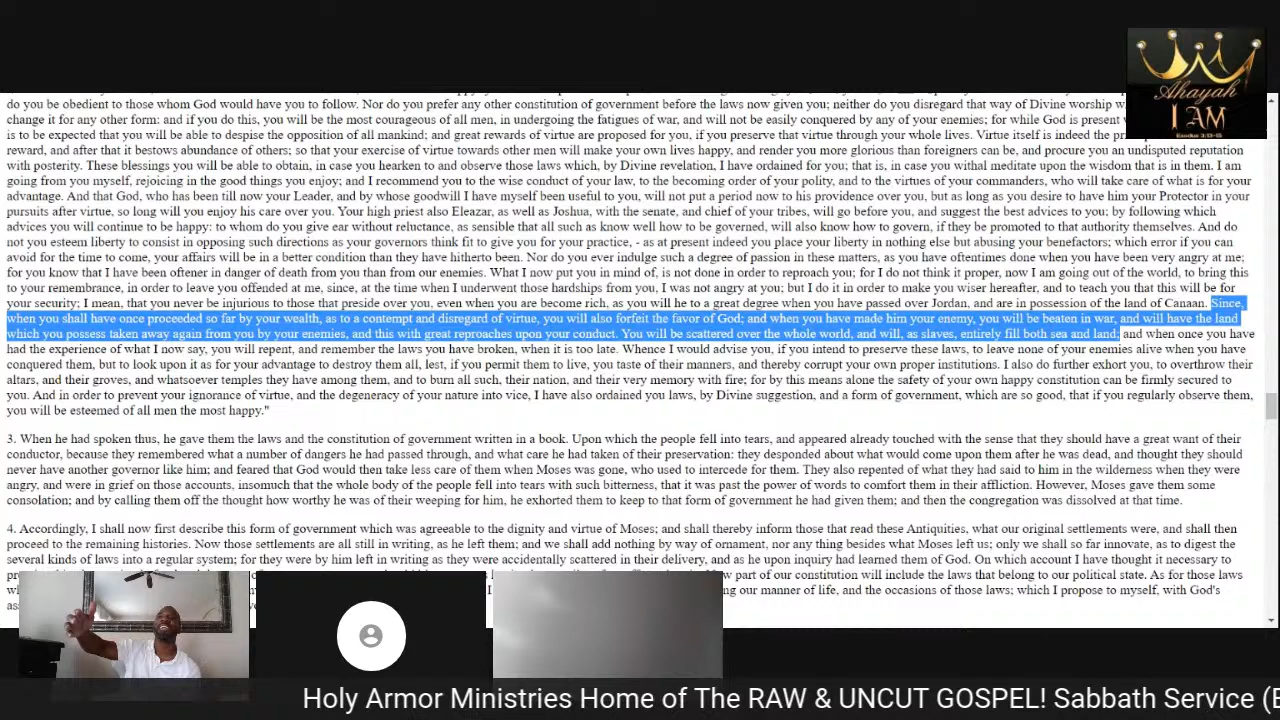 do you be obedient to those whom God would have you to follow. Nor do you prefer any other constitution of government before the laws now given you; neither do you disregard that way of Divine worship w
change it for any other form: and if you do this, you will be the most courageous of all men, in undergoing the fatigues of war, and will not be easily conquered by any of your enemies; for while God is present
is to be expected that you will be able to despise the opposition of all mankind; and great rewards of virtue are proposed for you, if you preserve that virtue through your whole lives. Virtue itself is indeed the
reward, and after that it bestows abundance of others; so that your exercise of virtue towards other men will make your own lives happy, and render you more glorious than foreigners can be, and procure you an undisputed reputation
with posterity. These blessings you will be able to obtain, in case you hearken to and observe those laws which, by Divine revelation, I have ordained for you; that is, in case you withal meditate upon the wisdom that is in them. I am
going from you myself, rejoicing in the good things you enjoy; and I recommend you to the wise conduct of your law, to the becoming order of your polity, and to the virtues of your commanders, who will take care of what is for your
advantage. And that God, who has been till now your Leader, and by whose goodwill I have myself been useful to you, will not put a period now to his providence over you, but as long as you desire to have him your Protector in your
pursuits after virtue, so long will you enjoy his care over you. Your high priest also Eleazar, as well as Joshua, with the senate, and chief of your tribes, will go before you, and suggest the best advices to you; by following which
advices you will continue to be happy: to whom do you give ear without reluctance, as sensible that all such as know well how to be governed, will also know how to govern, if they be promoted to that authority themselves. And do
not you esteem liberty to consist in opposing such directions as your governors think fit to give you for your practice, - as at present indeed you place your liberty in nothing else but abusing your benefactors; which error if you can
avoid for the time to come, your affairs will be in a better condition than they have hitherto been. Nor do you ever indulge such a degree of passion in these matters, as you have oftentimes done when you have been very angry at me;
for you know that I have been oftener in danger of death from you than from our enemies. What I now put you in mind of, is not done in order to reproach you; for I do not think it proper, now I am going out of the world, to bring this
to your remembrance, in order to leave you offended at me, since, at the time when I underwent those hardships from you, I was not angry at you; but I do it in order to make you wiser hereafter, and to teach you that this will be for
your security; I mean, that you never be injurious to those that preside over you, even when you are become rich, as you will he to a great degree when you have passed over Jordan, and are in possession of the land of Canaan. Since,
when you shall have once proceeded so far by your wealth, as to a contempt and disregard of virtue, you will also forfeit the favor of God; and when you have made him your enemy, you will be beaten in war, and will have the land
which you possess taken away again from you by your enemies, and this with great reproaches upon your conduct. You will be scattered over the whole world, and will, as slaves, entirely fill both sea and land; and when once you have
had the experience of what I now say, you will repent, and remember the laws you have broken, when it is too late. Whence I would advise you, if you intend to preserve these laws, to leave none of your enemies alive when you have
conquered them, but to look upon it as for your advantage to destroy them all, lest, if you permit them to live, you taste of their manners, and thereby corrupt your own proper institutions. I also do further exhort you, to overthrow their
altars, and their groves, and whatsoever temples they have among them, and to burn all such, their nation, and their very memory with fire; for by this means alone the safety of your own happy constitution can be firmly secured to
you. And in order to prevent your ignorance of virtue, and the degeneracy of your nature into vice, I have also ordained you laws, by Divine suggestion, and a form of government, which are so good, that if you regularly observe them,
you will be esteemed of all men the most happy."
3. When he had spoken thus, he gave them the laws and the constitution of government written in a book. Upon which the people fell into tears, and appeared already touched with the sense that they should have a great want of their
conductor, because they remembered what a number of dangers he had passed through, and what care he had taken of their preservation: they desponded about what would come upon them after he was dead, and thought they should
never have another governor like him; and feared that God would then take less care of them when Moses was gone, who used to intercede for them. They also repented of what they had said to him in the wilderness when they were
angry, and were in grief on those accounts, insomuch that the whole body of the people fell into tears with such bitterness, that it was past the power of words to comfort them in their affliction. However, Moses gave them some
consolation; and by calling them off the thought how worthy he was of their weeping for him, he exhorted them to keep to that form of government he had given them; and then the congregation was dissolved at that time.
4. Accordingly, I shall now first describe this form of government which was agreeable to the dignity and virtue of Moses; and shall thereby inform those that read these Antiquities, what our original settlements were, and shall then
proceed to the remaining histories. Now those settlements are all still in writing, as he left them; and we shall add nothing by way of ornament, nor any thing besides what Moses left us; only we shall so far innovate, as to digest the
several kinds of laws into a regular system; for they were by him left in writing as they were accidentally scattered in their delivery, and as he upon inquiry had learned them of God. On which account I have thought it necessary to
part of our constitution will include the laws that belong to our political state. As for those laws
our manner of life, and the occasions of those laws; which I propose to myself, with God's
Ahayah
I AM
Exodus 3:13-15
Holy Armor Ministries Home of The RAW & UNCUT GOSPEL! Sabbath Service (E